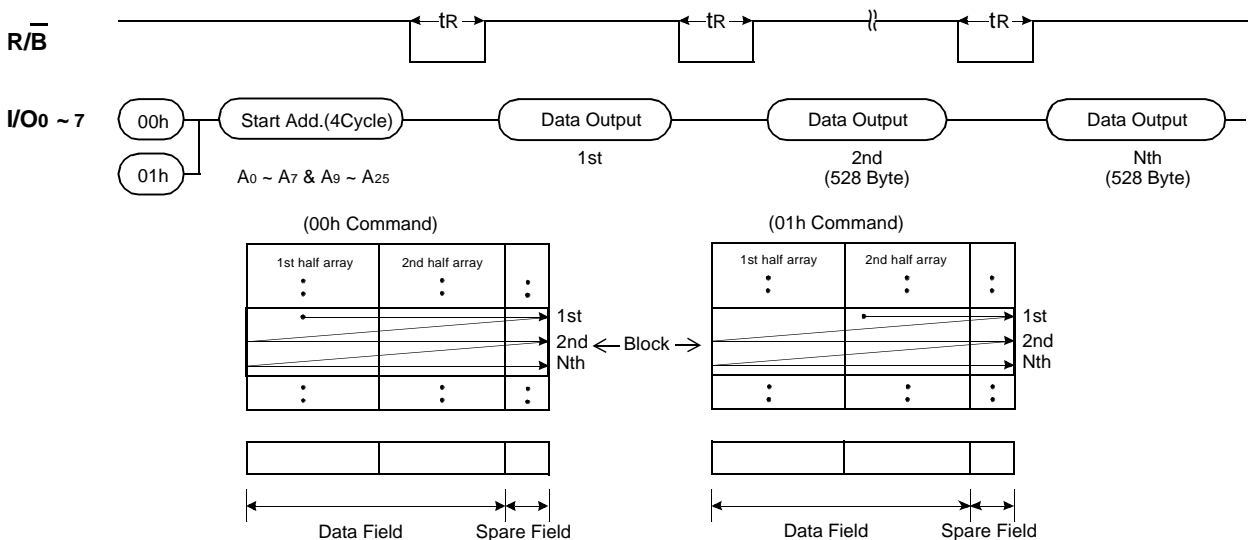 tR tR tR
R/B
I/O0 ~ 7 00h Start Add.(4Cycle) Data Output Data Output Data Output
1st 2nd Nth
01h A0 ~ A7 & A9 ~ A25 (528 Byte) (528 Byte)
(00h Command) (01h Command)
1st half array 2nd half array 1st half array 2nd half array
1st 1st
2nd Block 2nd
Nth Nth
Data Field Spare Field Data Field Spare Field